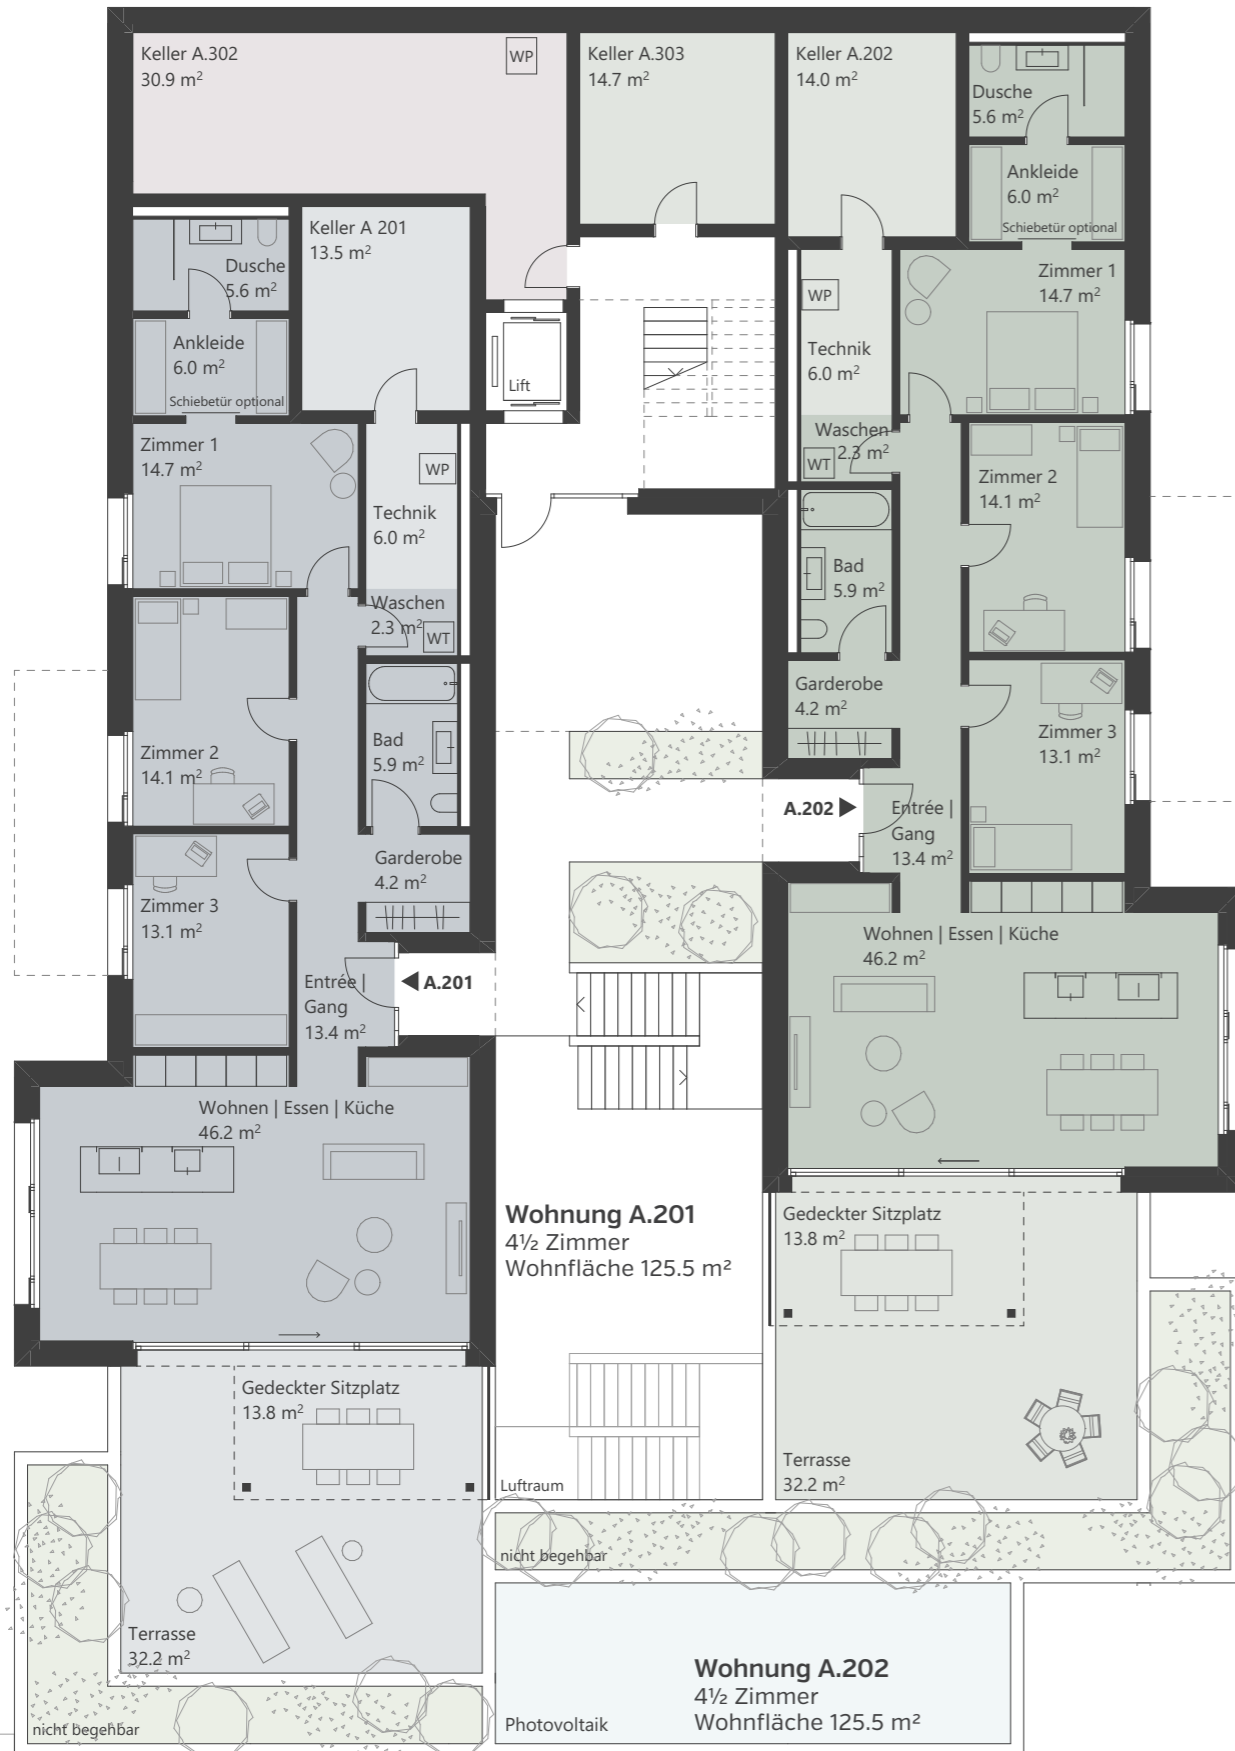 Keller A.302
30.9 m²
WP
Keller A.303
14.7 m²
Keller A.202
14.0 m²
Dusche
5.6 m²
Ankleide
6.0 m²
Schiebetür optional
Keller A 201
13.5 m²
Dusche
5.6 m²
Ankleide
6.0 m²
Schiebetür optional
Lift
WP
Technik
6.0 m²
Zimmer 1
14.7 m²
Waschen
2.3 m²
WT
Zimmer 1
14.7 m²
WP
Technik
6.0 m²
Waschen
2.3 m²
WT
Zimmer 2
14.1 m²
Bad
5.9 m²
Garderobe
4.2 m²
Zimmer 3
13.1 m²
Zimmer 2
14.1 m²
Bad
5.9 m²
A.202
Entrée |
Gang
13.4 m²
Garderobe
4.2 m²
Zimmer 3
13.1 m²
Entrée |
Gang
13.4 m²
A.201
Wohnen | Essen | Küche
46.2 m²
Wohnen | Essen | Küche
46.2 m²
Wohnung A.201
4½ Zimmer
Wohnfläche 125.5 m²
Gedeckter Sitzplatz
13.8 m²
Gedeckter Sitzplatz
13.8 m²
Luftraum
Terrasse
32.2 m²
nicht begehbar
Terrasse
32.2 m²
nicht begehbar
Photovoltaik
Wohnung A.202
4½ Zimmer
Wohnfläche 125.5 m²